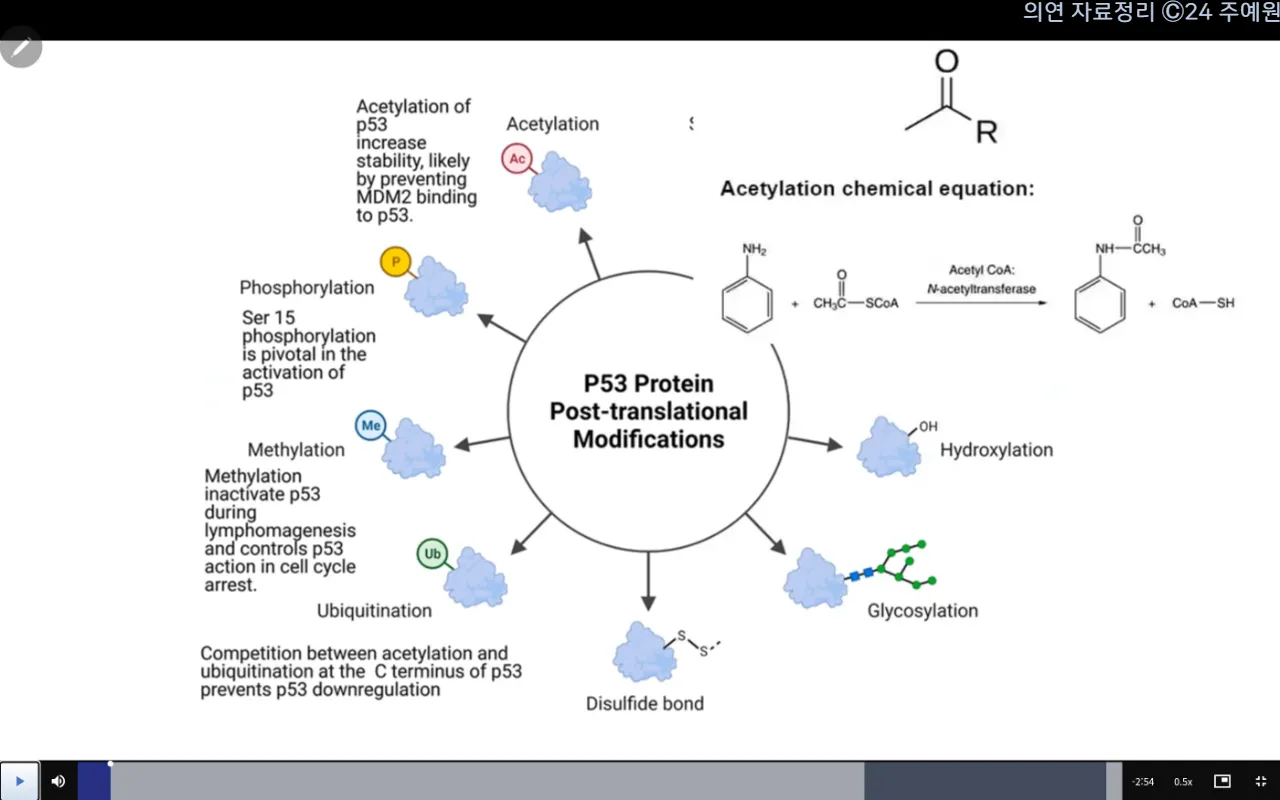 의연 자료정리 Ⓒ24 주예원
Acetylation of
p53
increase
stability, likely
by preventing
MDM2 binding
to p53.
Acetylation
Ac
O
R
Acetylation chemical equation:
NH₂
+
O
CH₃C—SCoA
Acetyl CoA:
N-acetyltransferase
O
NH—CCH₃
+
CoA—SH
P
Phosphorylation
Ser 15
phosphorylation
is pivotal in the
activation of
p53
P53 Protein
Post-translational
Modifications
Me
Methylation
Methylation
inactivate p53
during
lymphomagenesis
and controls p53
action in cell cycle
arrest.
OH
Hydroxylation
Ub
Ubiquitination
Glycosylation
Competition between acetylation and
ubiquitination at the C terminus of p53
prevents p53 downregulation
S
S
Disulfide bond
-2:54
0.5x